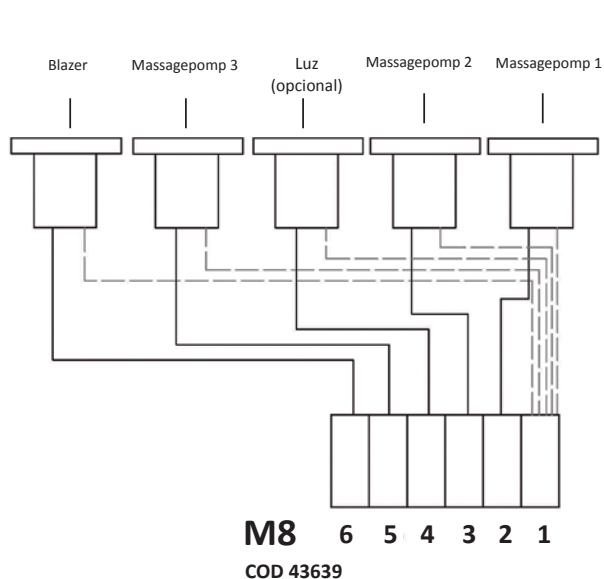 Blazer
Massagepomp 3
Luz
(opcional)
Massagepomp 2
Massagepomp 1
M8 6 5 4 3 2 1
COD 43639